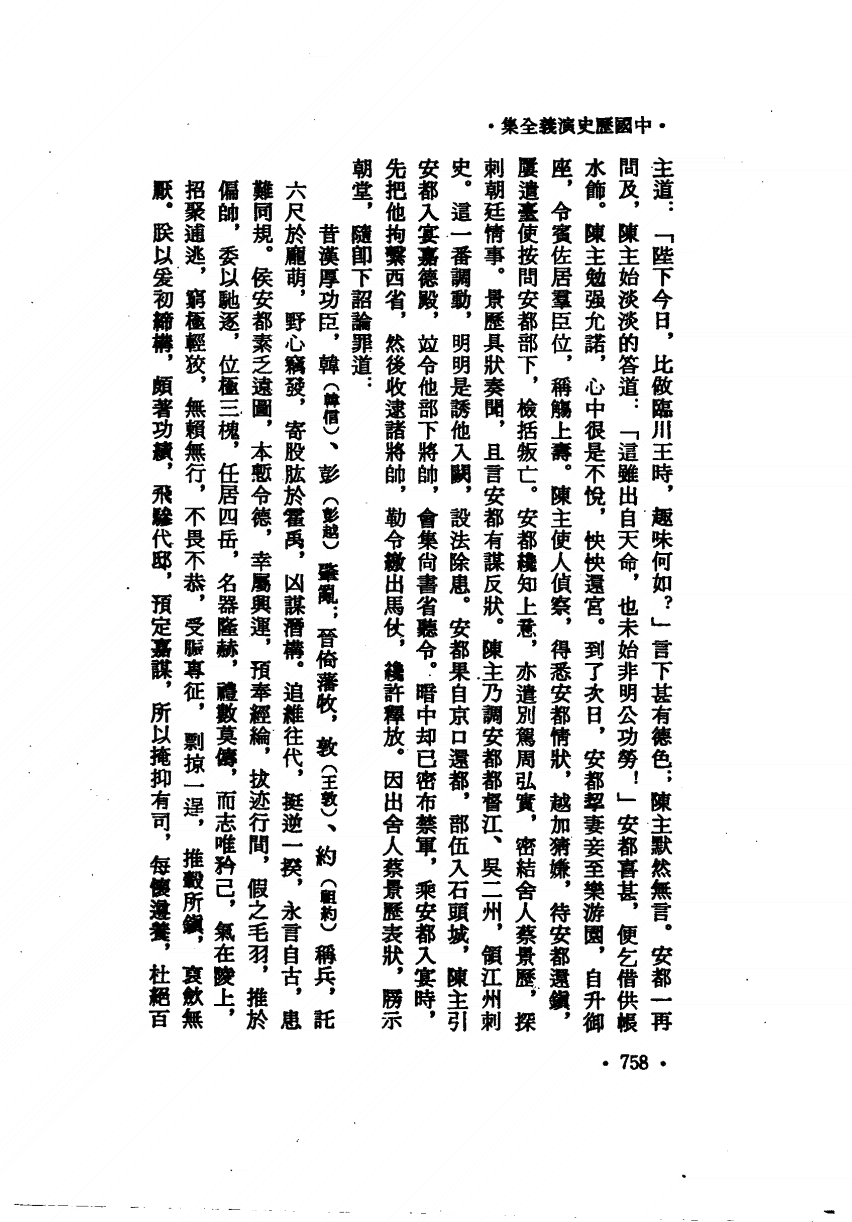 ·中國歷史演義全集·
主道：「陛下今日，比做臨川王時，趣味何如？」言下甚有德色；陳主默然無言。安都一再
問及，陳主始淡淡的答道：「這雖出自天命，也未始非明公功勞！」安都喜甚，便乞借供帳
水飾。陳主勉强允諾，心中很是不悅，怏怏還宮。到了次日，安都挈妻妾至樂游園，自升御
座，令賓佐居羣臣位，稱觴上壽。陳主使人偵察，得悉安都情狀，越加猜嫌，待安都還鎭，
屢遣臺使按問安都部下，檢括叛亡。安都纔知上意，亦遣別駕周弘實，密結舍人蔡景歷，探
刺朝廷情事。景歷具狀奏聞，且言安都有謀反狀。陳主乃調安都都督江、吳二州，領江州刺
史。這一番調動，明明是誘他入闕，設法除患。安都果自京口還都，部伍入石頭城，陳主引
安都入宴嘉德殿，竝令他部下將帥，會集尙書省聽令。暗中却已密布禁軍，乘安都入宴時，
先把他拘繫西省，然後收逮諸將帥，勒令繳出馬仗，纔許釋放。因出舍人蔡景歷表狀，牓示
朝堂，隨卽下詔論罪道：
昔漢厚功臣，韓（韓信）、彭（彭越）肇亂；晉倚藩牧，敦（王敦）、約（祖約）稱兵，託
六尺於龐萌，野心竊發，寄股肱於霍禹，凶謀潛構。追維往代，挺逆一揆，永言自古，患
難同規。侯安都素乏遠圖，本慙令德，幸屬興運，預奉經綸，拔迹行間，假之毛羽，推於
偏帥，委以馳逐，位極三槐，任居四岳，名器隆赫，禮數莫儔，而志唯矜己，氣在陵上，
招聚逋逃，窮極輕狡，無賴無行，不畏不恭，受脤專征，剽掠一逞，推轂所鎭，裒歛無
厭。朕以爰初締構，頗著功績，飛驂代邸，預定嘉謀，所以掩抑有司，每懷遵養，杜絕百
·758·